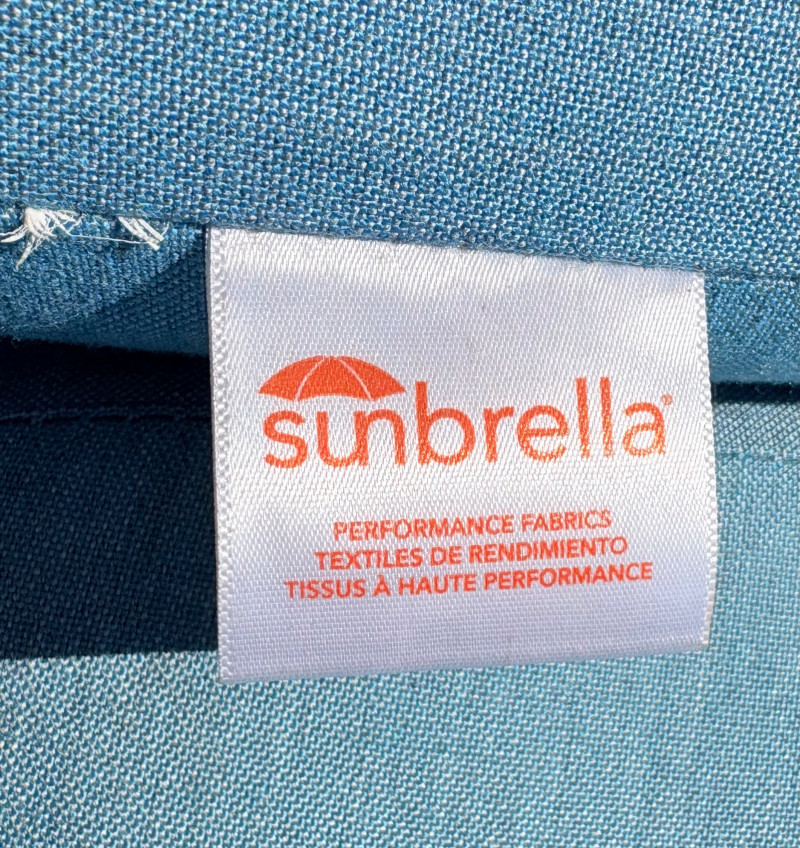 sunbrella®
PERFORMANCE FABRICS
TEXTILES DE RENDIMIENTO
TISSUS À HAUTE PERFORMANCE